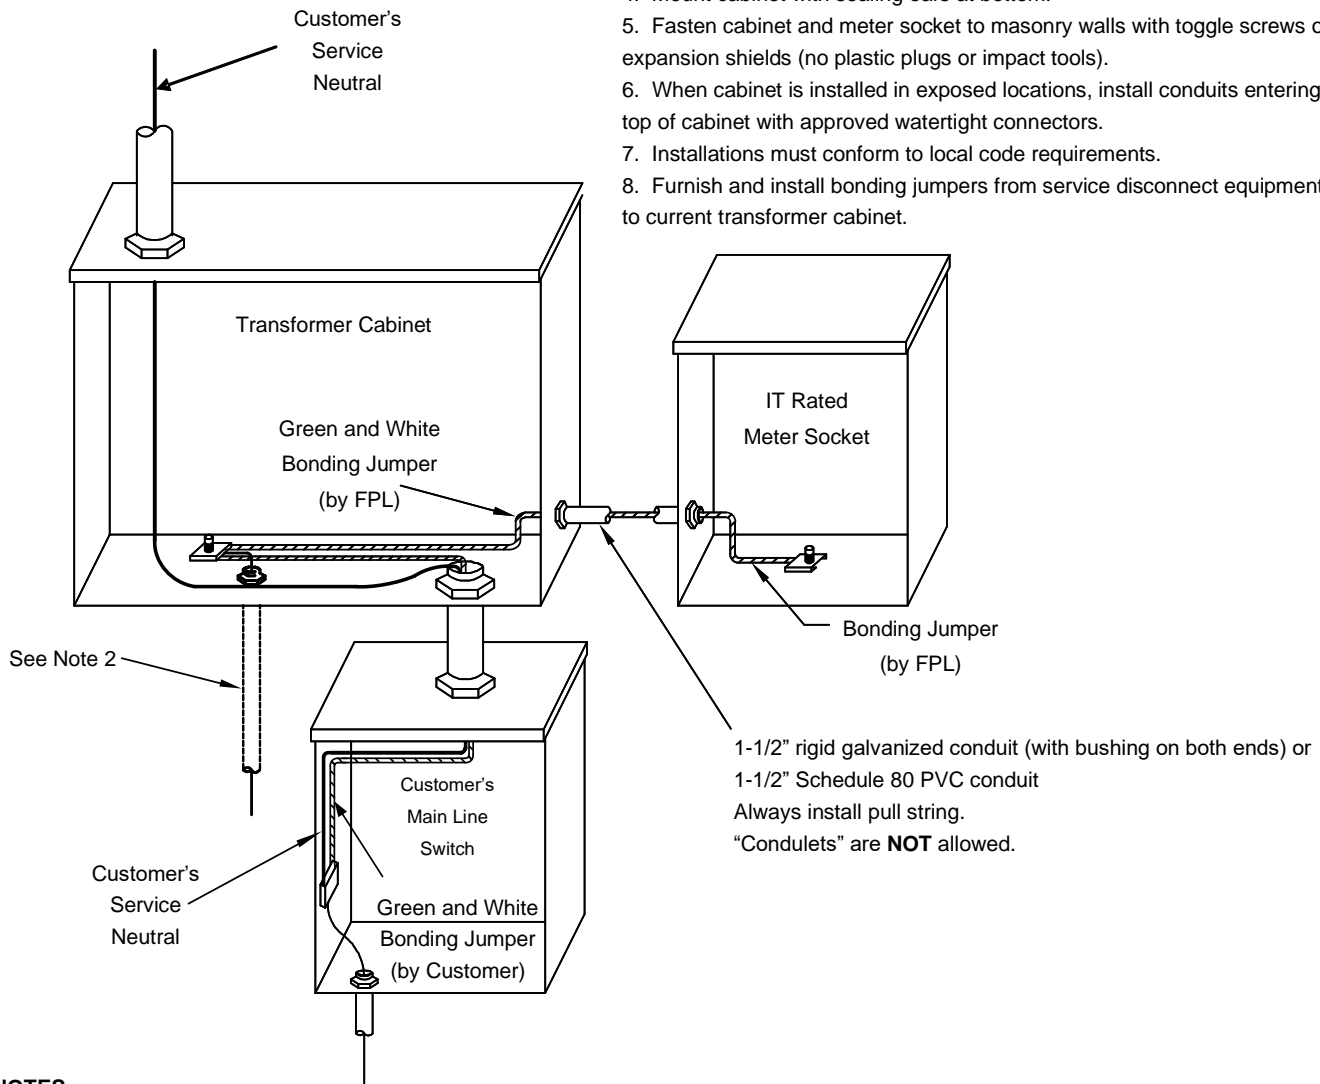 Customer's
Service
Neutral
5. Fasten cabinet and meter socket to masonry walls with toggle screws
expansion shields (no plastic plugs or impact tools).
6. When cabinet is installed in exposed locations, install conduits entering
top of cabinet with approved watertight connectors.
7. Installations must conform to local code requirements.
8. Furnish and install bonding jumpers from service disconnect equipment
to current transformer cabinet.
Transformer Cabinet
IT Rated
Meter Socket
Green and White
Bonding Jumper
(by FPL)
Bonding Jumper
(by FPL)
See Note 2
1-1/2” rigid galvanized conduit (with bushing on both ends) or
1-1/2” Schedule 80 PVC conduit
Always install pull string.
“Condulets” are NOT allowed.
Customer's
Main Line
Switch
Customer's
Service
Neutral
Green and White
Bonding Jumper
(by Customer)